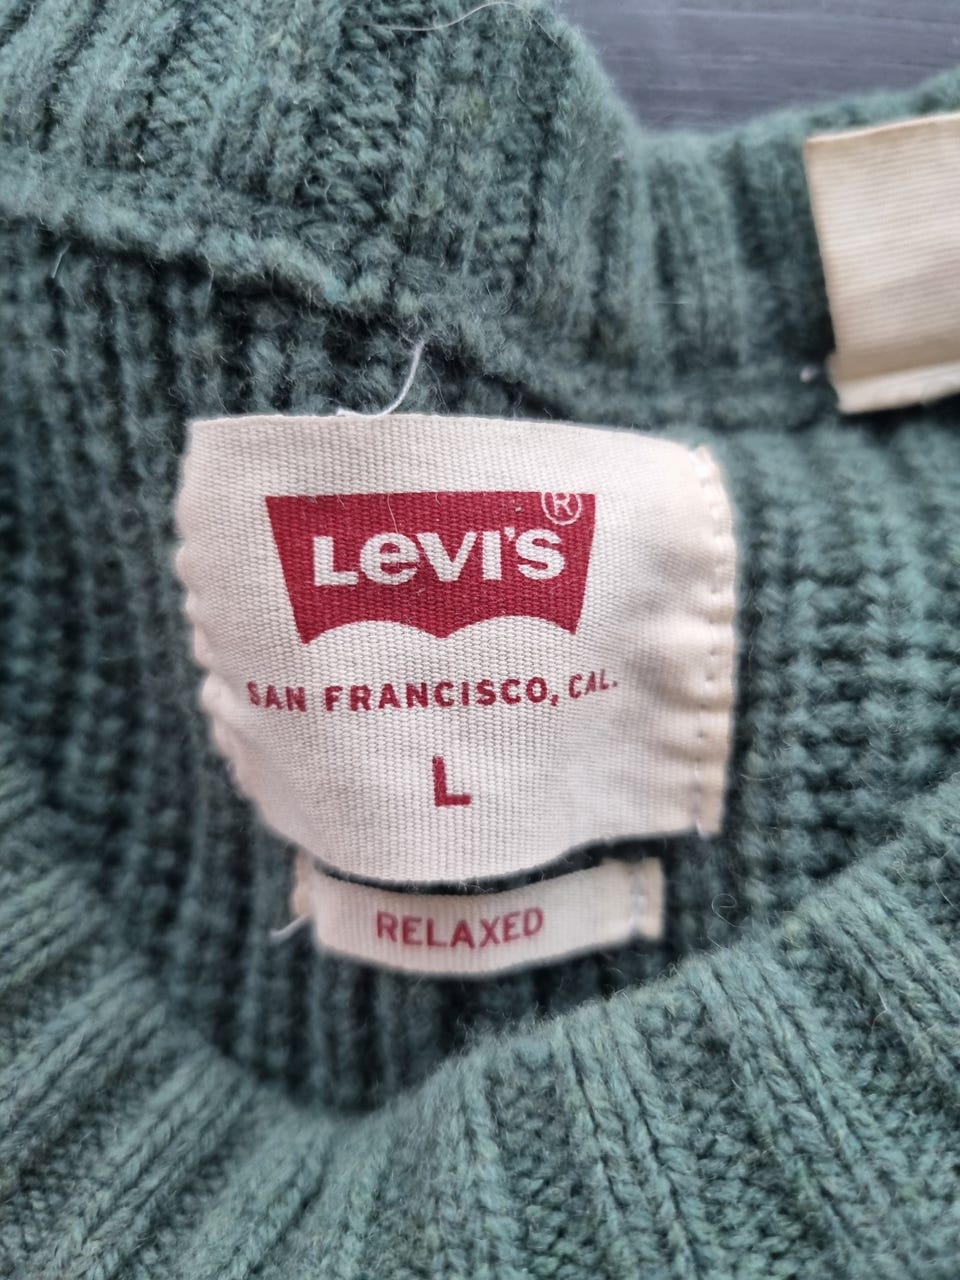 Levi's®
SAN FRANCISCO, CAL.
L
RELAXED